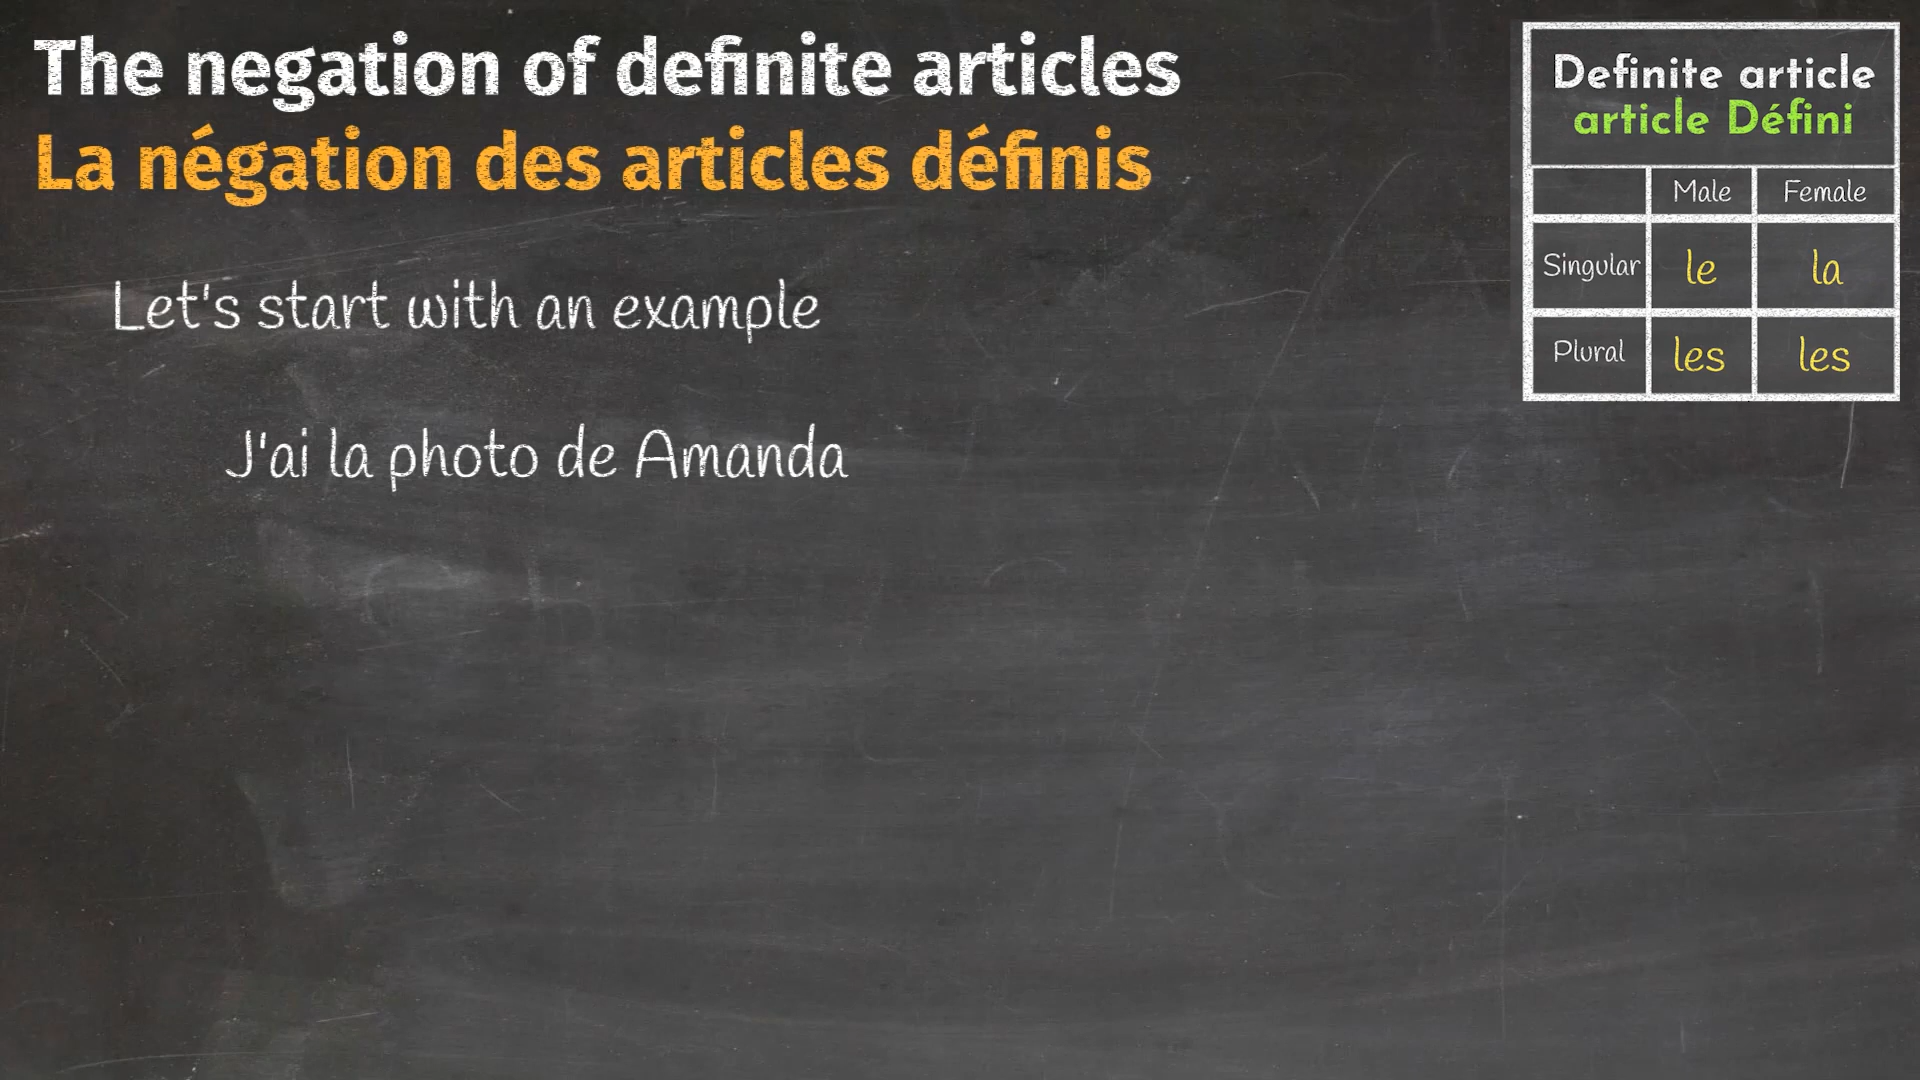 The negation of definite articles
La négation des articles définis
Let's start with an example
J'ai la photo de Amanda
Definite article
article Défini
Male Female
Singular le la
Plural les les